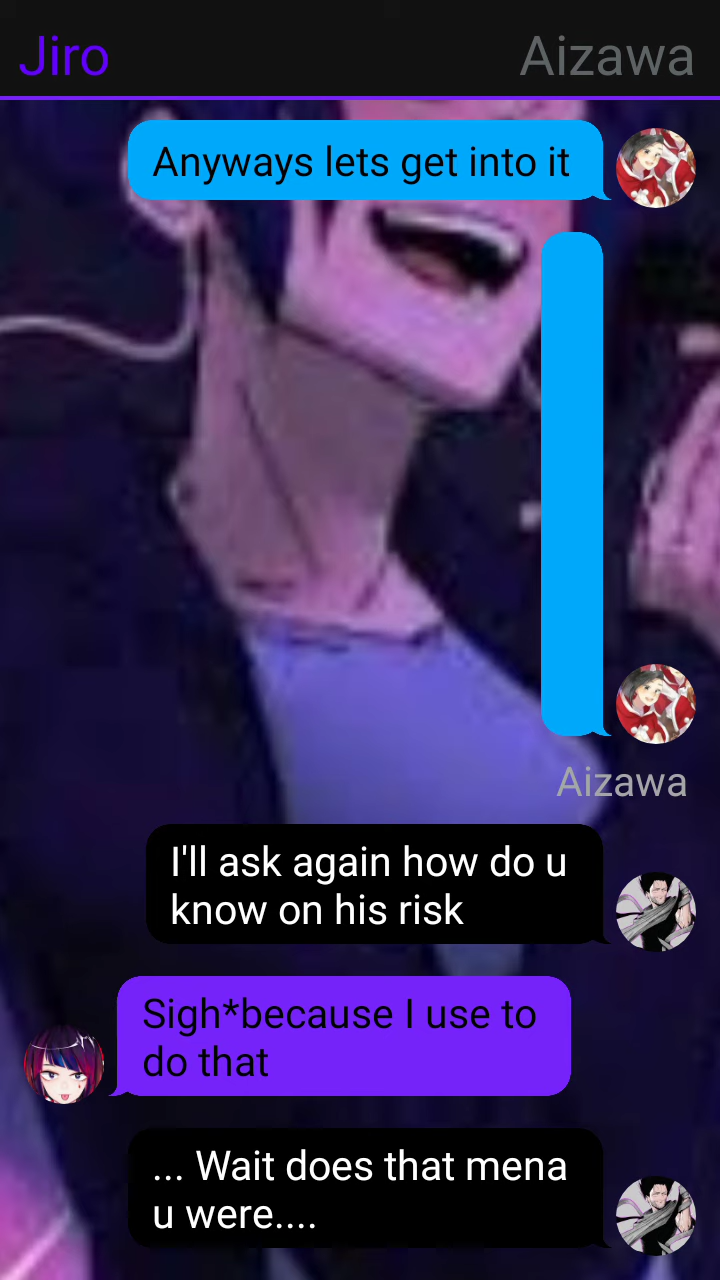 Jiro
Aizawa
Anyways lets get into it
Aizawa
I'll ask again how do u
know on his risk
Sigh*because I use to
do that
... Wait does that mena
u were....